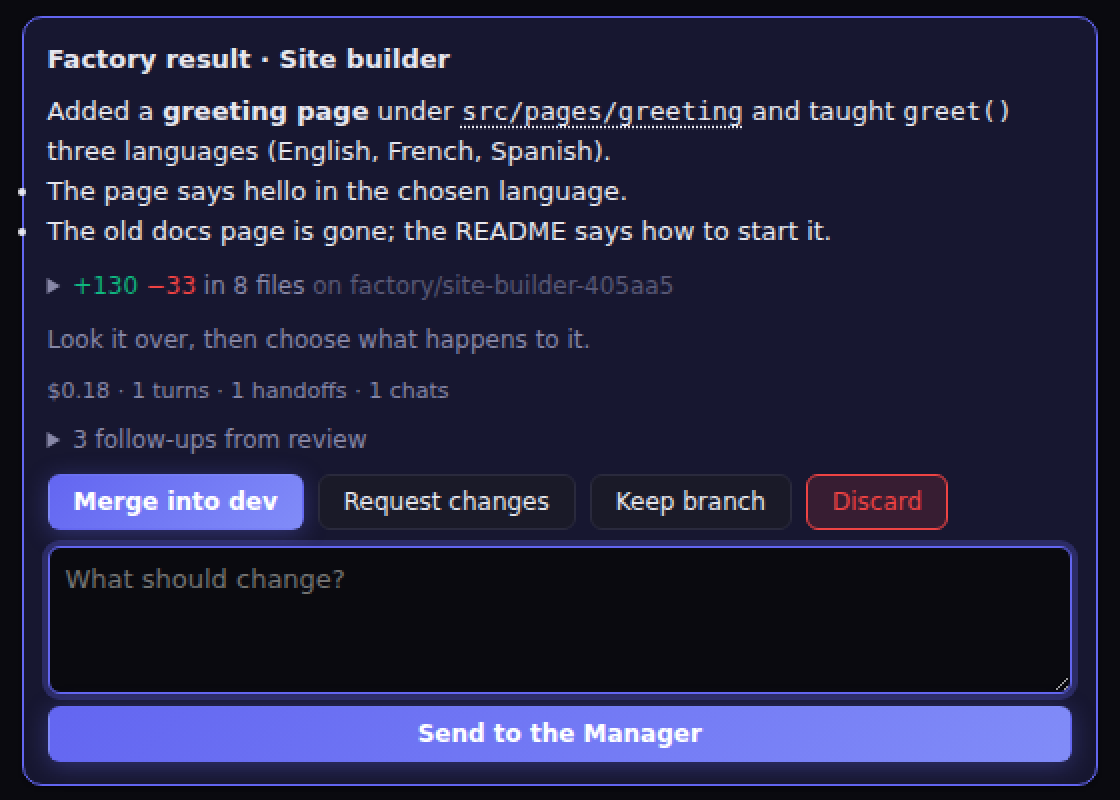 Factory result · Site builder
Added a greeting page under src/pages/greeting and taught greet()
three languages (English, French, Spanish).
• The page says hello in the chosen language.
• The old docs page is gone; the README says how to start it.
▶ +130 −33 in 8 files on factory/site-builder-405aa5
Look it over, then choose what happens to it.
$0.18 · 1 turns · 1 handoffs · 1 chats
▶ 3 follow-ups from review
Merge into dev Request changes Keep branch Discard
What should change?
Send to the Manager